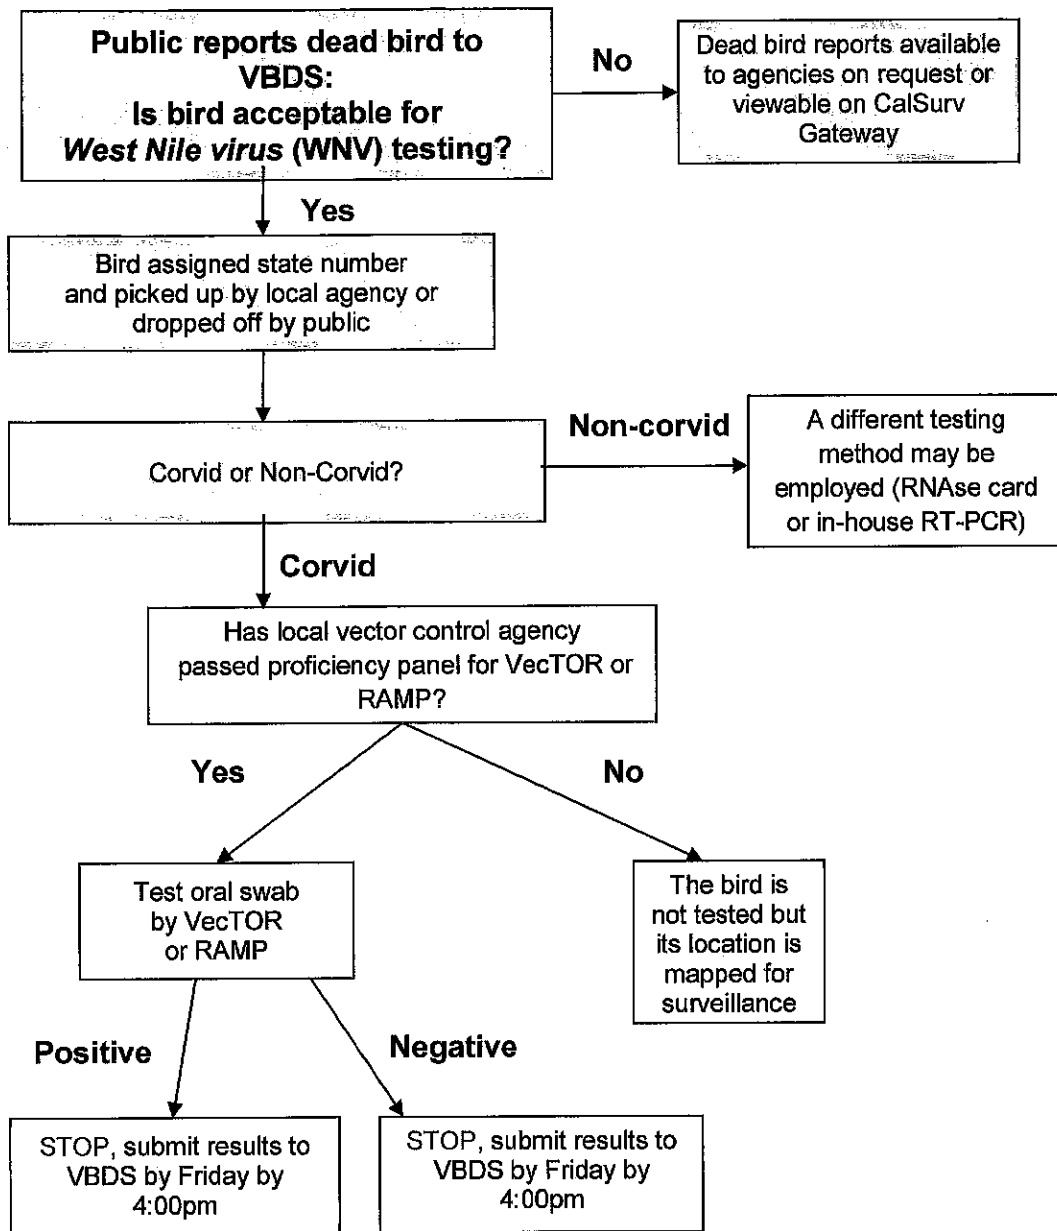 Public reports dead bird to
VBDS:
Is bird acceptable for
West Nile virus (WNV) testing?
No
Dead bird reports available
to agencies on request or
viewable on CalSurv
Gateway
Yes
Bird assigned state number
and picked up by local agency or
dropped off by public
Corvid or Non-Corvid?
Non-corvid
A different testing
method may be
employed (RNAse card
or in-house RT-PCR)
Corvid
Has local vector control agency
passed proficiency panel for VecTOR or
RAMP?
Yes
No
Test oral swab
by VecTOR
or RAMP
The bird is
not tested but
its location is
mapped for
surveillance
Positive
Negative
STOP, submit results to
VBDS by Friday by
4:00pm
STOP, submit results to
VBDS by Friday by
4:00pm